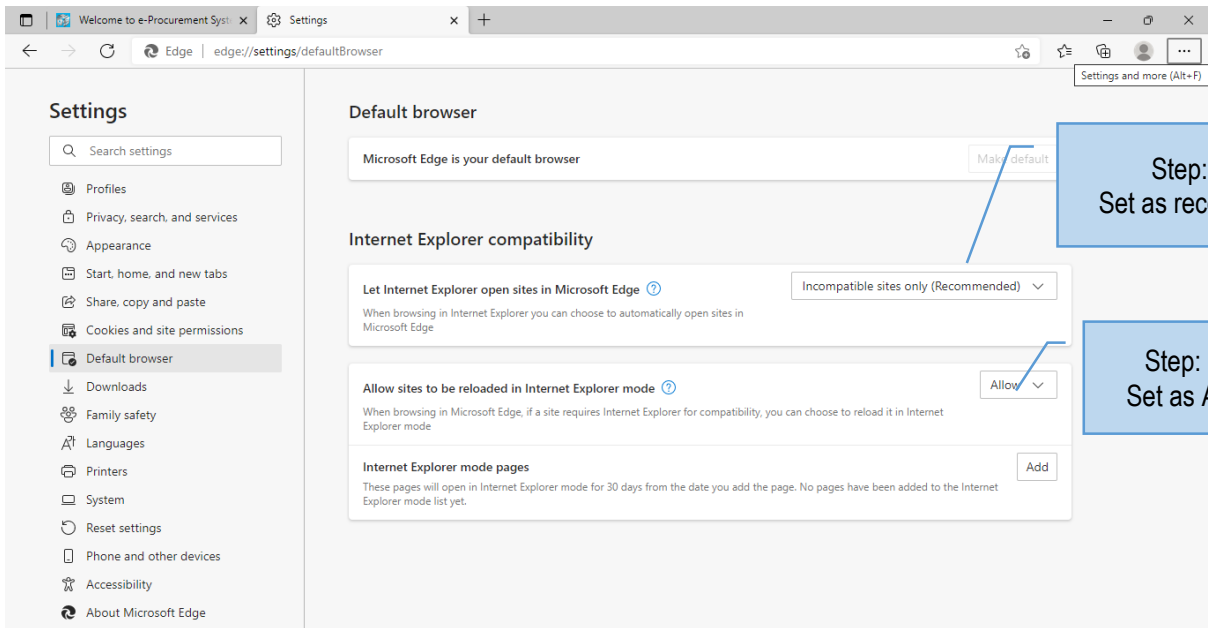 Welcome to e-Procurement Syst
Settings
Edge | edge://settings/defaultBrowser
Settings and more (Alt+F)
Settings
Search settings
Profiles
Privacy, search, and services
Appearance
Start, home, and new tabs
Share, copy and paste
Cookies and site permissions
Default browser
Downloads
Family safety
Languages
Printers
System
Reset settings
Phone and other devices
Accessibility
About Microsoft Edge
Default browser
Microsoft Edge is your default browser
Make default
Internet Explorer compatibility
Let Internet Explorer open sites in Microsoft Edge
Incompatible sites only (Recommended)
When browsing in Internet Explorer you can choose to automatically open sites in
Microsoft Edge
Allow sites to be reloaded in Internet Explorer mode
Allow
When browsing in Microsoft Edge, if a site requires Internet Explorer for compatibility, you can choose to reload it in Internet
Explorer mode
Internet Explorer mode pages
Add
These pages will open in Internet Explorer mode for 30 days from the date you add the page. No pages have been added to the Internet
Explorer mode list yet.
Step:
Set as rec
Step:
Set as